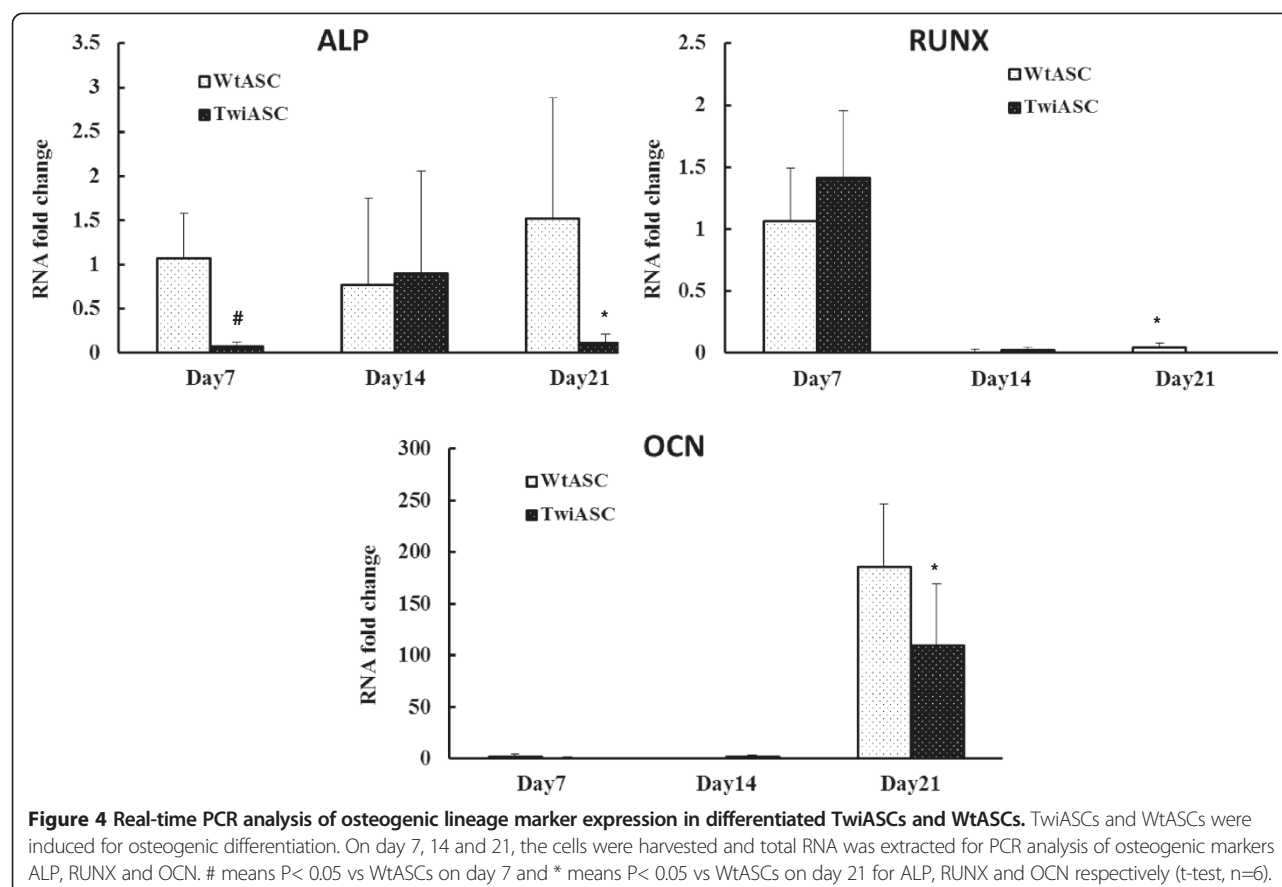 ALP
3.5
3
2.5
2
1.5
1
0.5
0
RNA fold change
WtASC
TwiASC
#
*
Day7
Day14
Day21
RUNX
2.5
2
1.5
1
0.5
0
RNA fold change
WtASC
TwiASC
*
Day7
Day14
Day21
OCN
300
250
200
150
100
50
0
RNA fold change
WtASC
TwiASC
*
Day7
Day14
Day21
Figure 4 Real-time PCR analysis of osteogenic lineage marker expression in differentiated TwiASCs and WtASCs. TwiASCs and WtASCs were
induced for osteogenic differentiation. On day 7, 14 and 21, the cells were harvested and total RNA was extracted for PCR analysis of osteogenic markers
ALP, RUNX and OCN. # means P< 0.05 vs WtASCs on day 7 and * means P< 0.05 vs WtASCs on day 21 for ALP, RUNX and OCN respectively (t-test, n=6).